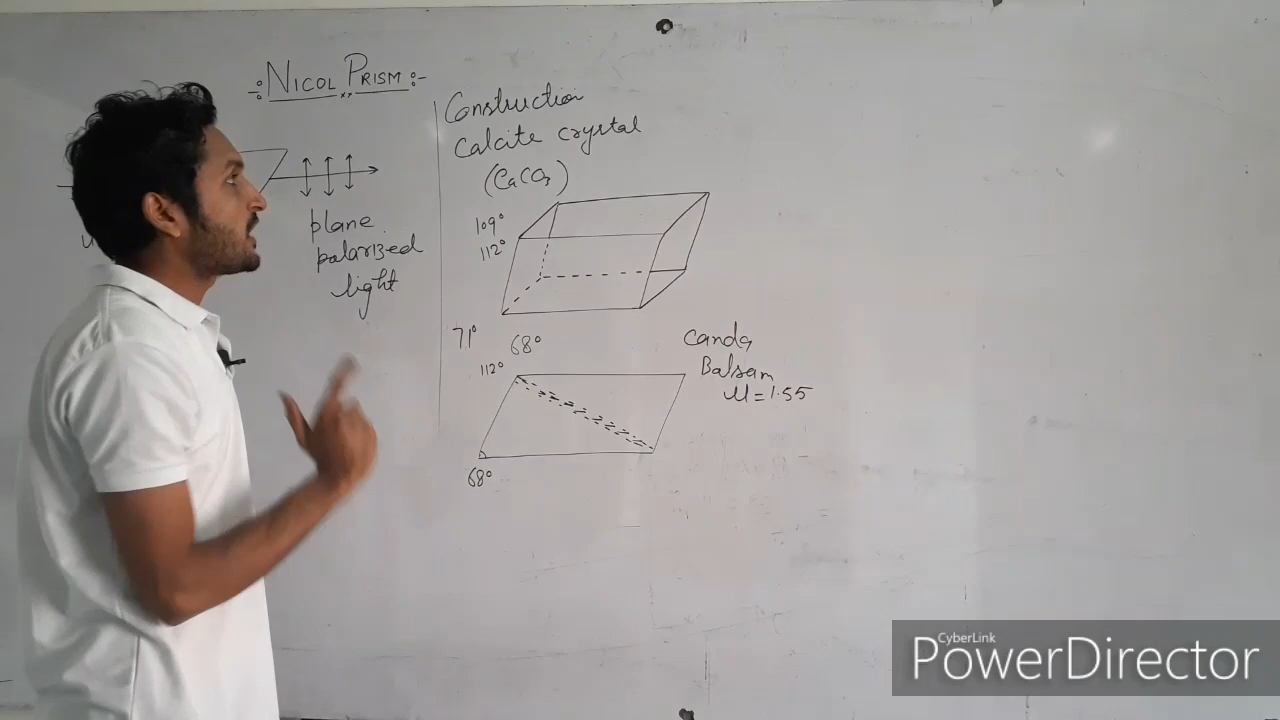 NICOL PRISM
plane
polarized
light
Construction
Calcite crystal
(CaCO3)
109°
112°
71° 68°
112°
68°
Canda
Balsam
μ=1.55
CyberLink
PowerDirector